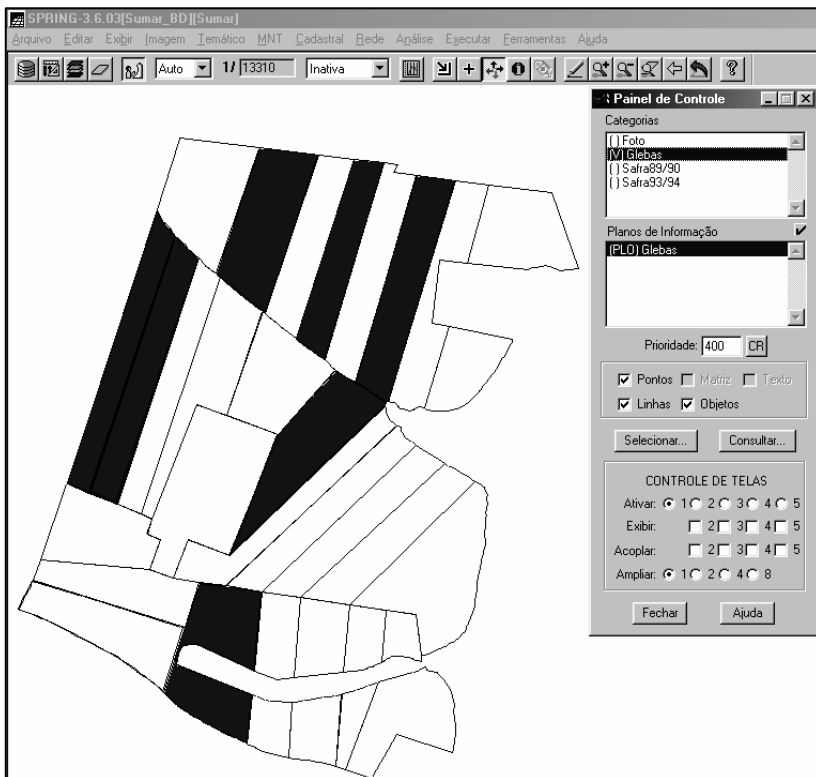 SPRING-3.6.03[Sumar_BD][Sumar]
Arquivo Editar Exibir Imagem Temático MNT Cadastral Rede Análise Executar Ferramentas Ajuda
Auto 1/ 13310 Inativa
Painel de Controle
Categorias
( ) Foto
(V) Glebas
( ) Safra89/90
( ) Safra93/94
Planos de Informação
(PLO) Glebas
Prioridade: 400 CR
Pontos Matriz Texto
Linhas Objetos
Selecionar... Consultar...
CONTROLE DE TELAS
Ativar: 1 2 3 4 5
Exibir: 2 3 4 5
Acoplar: 2 3 4 5
Ampliar: 1 2 4 8
Fechar Ajuda